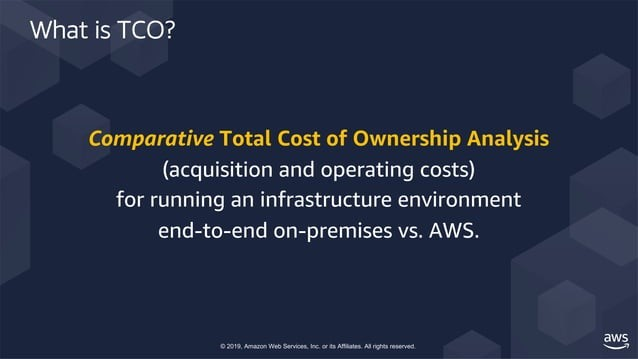 What is TCO?
Comparative Total Cost of Ownership Analysis
(acquisition and operating costs)
for running an infrastructure environment
end-to-end on-premises vs. AWS.
© 2019, Amazon Web Services, Inc. or its Affiliates. All rights reserved.
aws